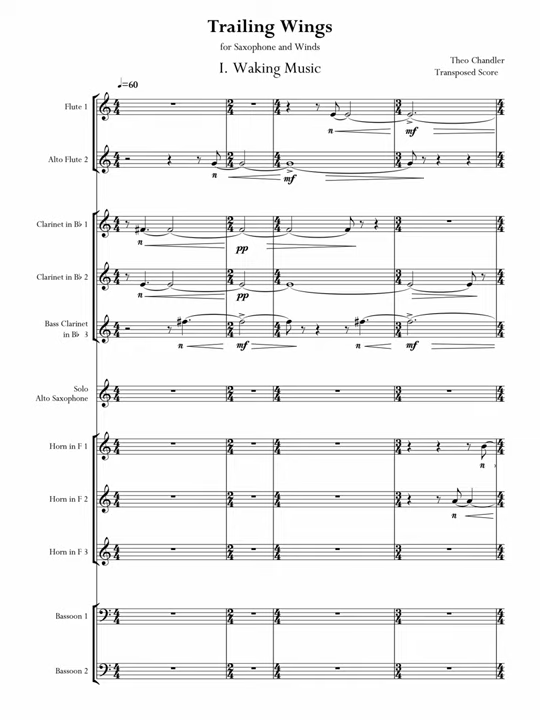 Trailing Wings
for Saxophone and Winds
I. Waking Music
Theo Chandler
Transposed Score
♩=60
Flute 1
n
mf
Alto Flute 2
n
mf
Clarinet in B♭ 1
n
pp
Clarinet in B♭ 2
n
pp
Bass Clarinet
in B♭ 3
n
mf
n
mf
Solo
Alto Saxophone
Horn in F 1
n
Horn in F 2
n
Horn in F 3
Bassoon 1
Bassoon 2